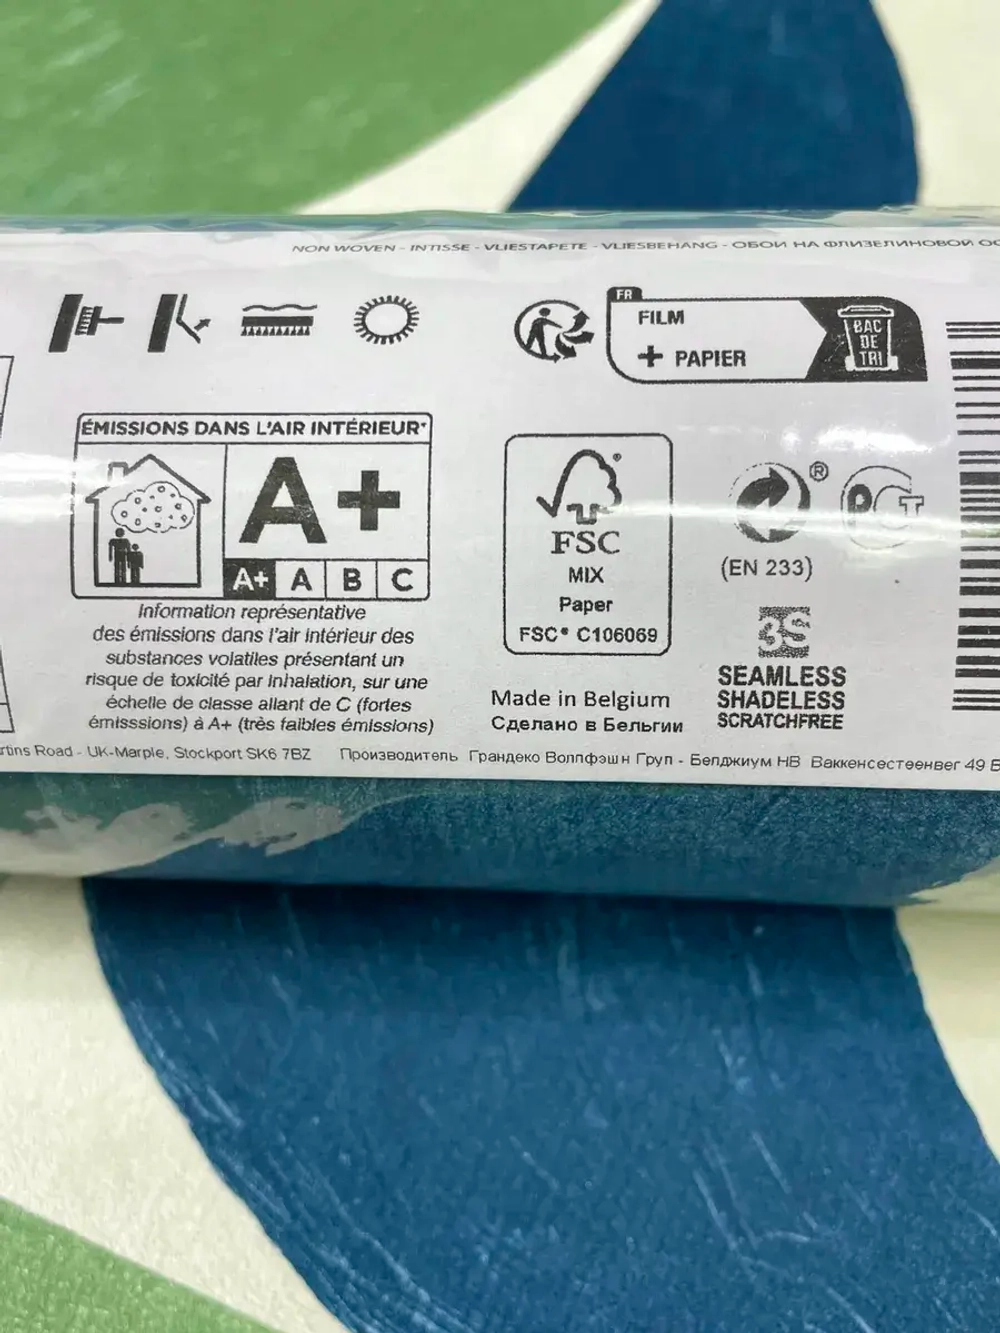 NON WOVEN - INTISSE - VLIESTAPETE - VLIESBEHANG - ОБОИ НА ФЛИЗЕЛИНОВОЙ
FR
FILM
+ PAPIER
BAC
DE
TRI
ÉMISSIONS DANS L'AIR INTÉRIEUR*
A+
A+ A B C
Information représentative
des émissions dans l'air intérieur des
substances volatiles présentant un
risque de toxicité par inhalation, sur une
échelle de classe allant de C (fortes
émisssions) à A+ (très faibles émissions)
FSC
MIX
Paper
FSC® C106069
Made in Belgium
Сделано в Бельгии
®
PCT
(EN 233)
3S
SEAMLESS
SHADELESS
SCRATCHFREE
Road - UK-Marple, Stockport SK6 7BZ Производитель Грандеко Волпфэшн Груп - Белджиум НВ Ваккенсестеенвег 49